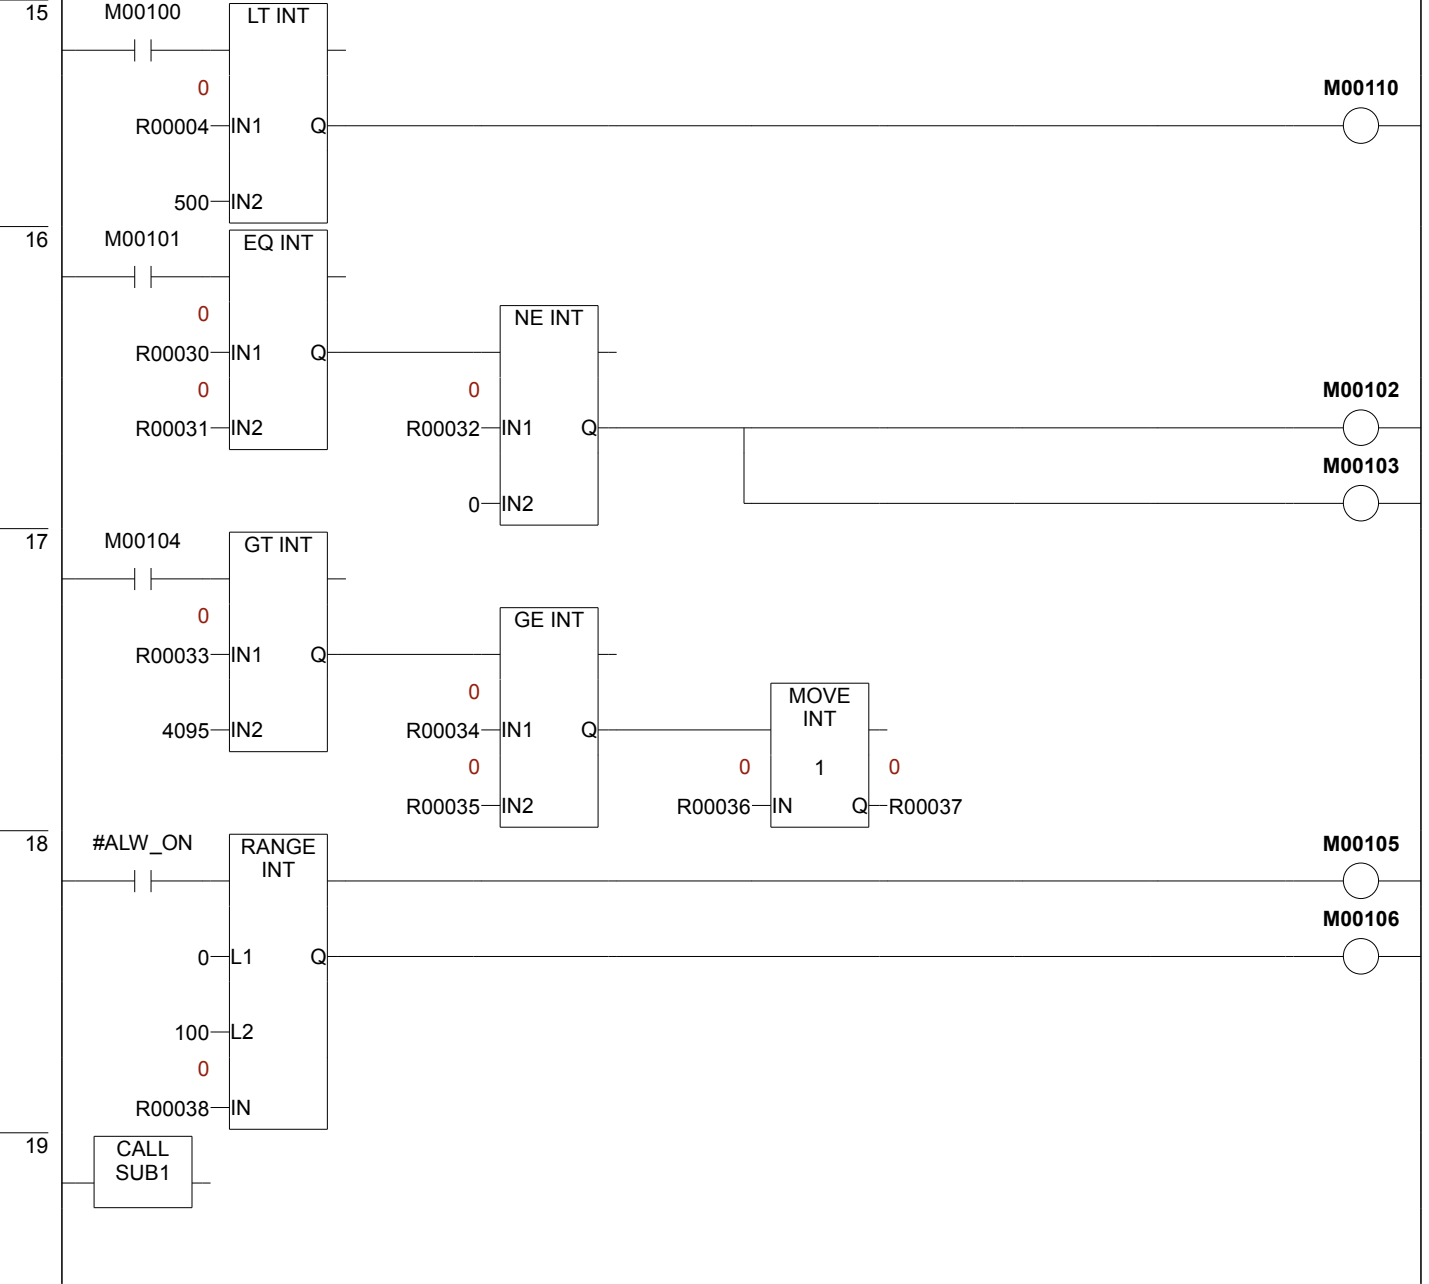 15 M00100 LT INT
0 M00110
R00004 IN1 Q
500 IN2
16 M00101 EQ INT
0 NE INT
R00030 IN1 Q
0 0 M00102
R00031 IN2 R00032 IN1 Q
M00103
0 IN2
17 M00104 GT INT
0 GE INT
R00033 IN1 Q
0 MOVE
INT
4095 IN2 R00034 IN1 Q
0 0 1 0
R00035 IN2 R00036 IN Q R00037
18 #ALW_ON RANGE M00105
INT
M00106
0 L1 Q
100 L2
0
R00038 IN
19 CALL
SUB1